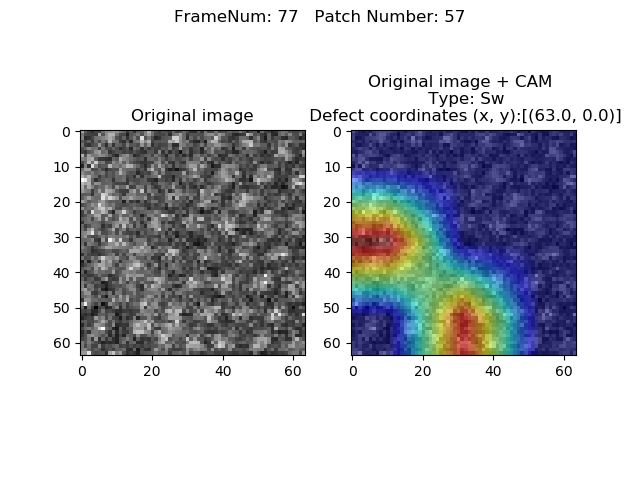 FrameNum: 77   Patch Number: 57
Original image
Original image + CAM
Type: Sw
Defect coordinates (x, y):[(63.0, 0.0)]
0
10
20
30
40
50
60
0 20 40 60
0
10
20
30
40
50
60
0 20 40 60